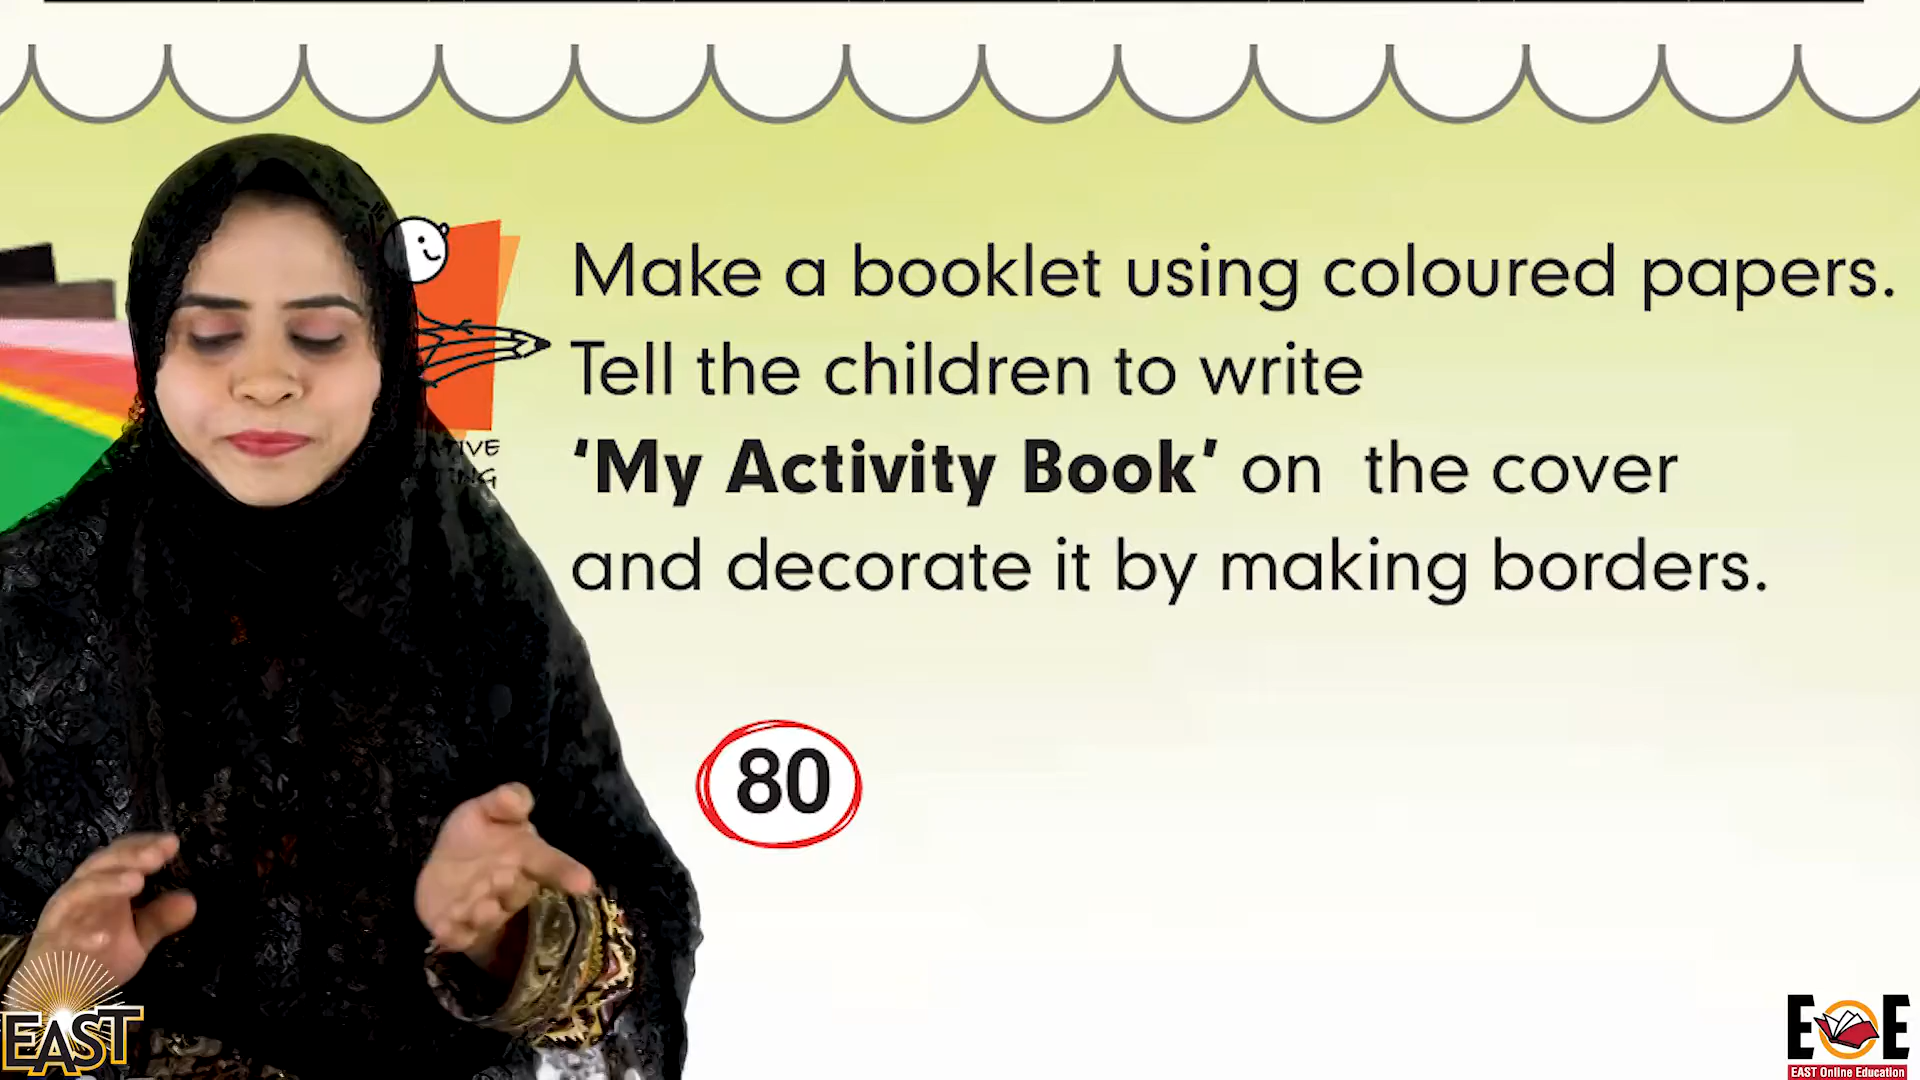 Make a booklet using coloured papers.
Tell the children to write
‘My Activity Book’ on the cover
and decorate it by making borders.
80
EAST
EOE
EAST Online Education